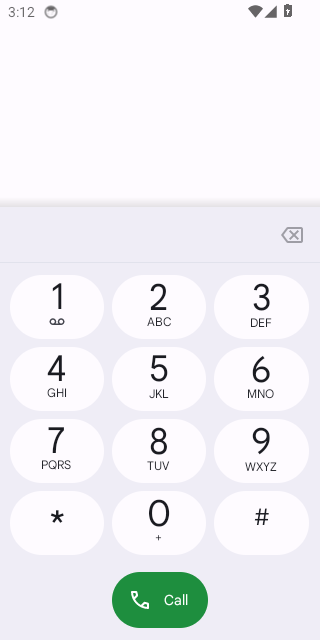 3:12
1 2 3
ABC DEF
4 5 6
GHI JKL MNO
7 8 9
PQRS TUV WXYZ
* 0 #
+
Call